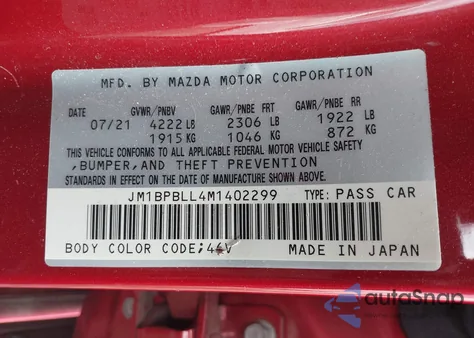 MFD. BY MAZDA MOTOR CORPORATION
DATE GVWR/PNBV GAWR/PNBE FRT GAWR/PNBE RR
07/21 4222 LB 2306 LB 1922 LB
1915 KG 1046 KG 872 KG
THIS VEHICLE CONFORMS TO ALL APPLICABLE FEDERAL MOTOR VEHICLE SAFETY
,BUMPER,AND THEFT PREVENTION
STANDARDS IN EFFECT ON THE DATE OF MANUFACTURE SHOWN ABOVE.
JM1BPBLL4M1402299 TYPE: PASS CAR
BODY COLOR CODE: MADE IN JAPAN
autoSnap